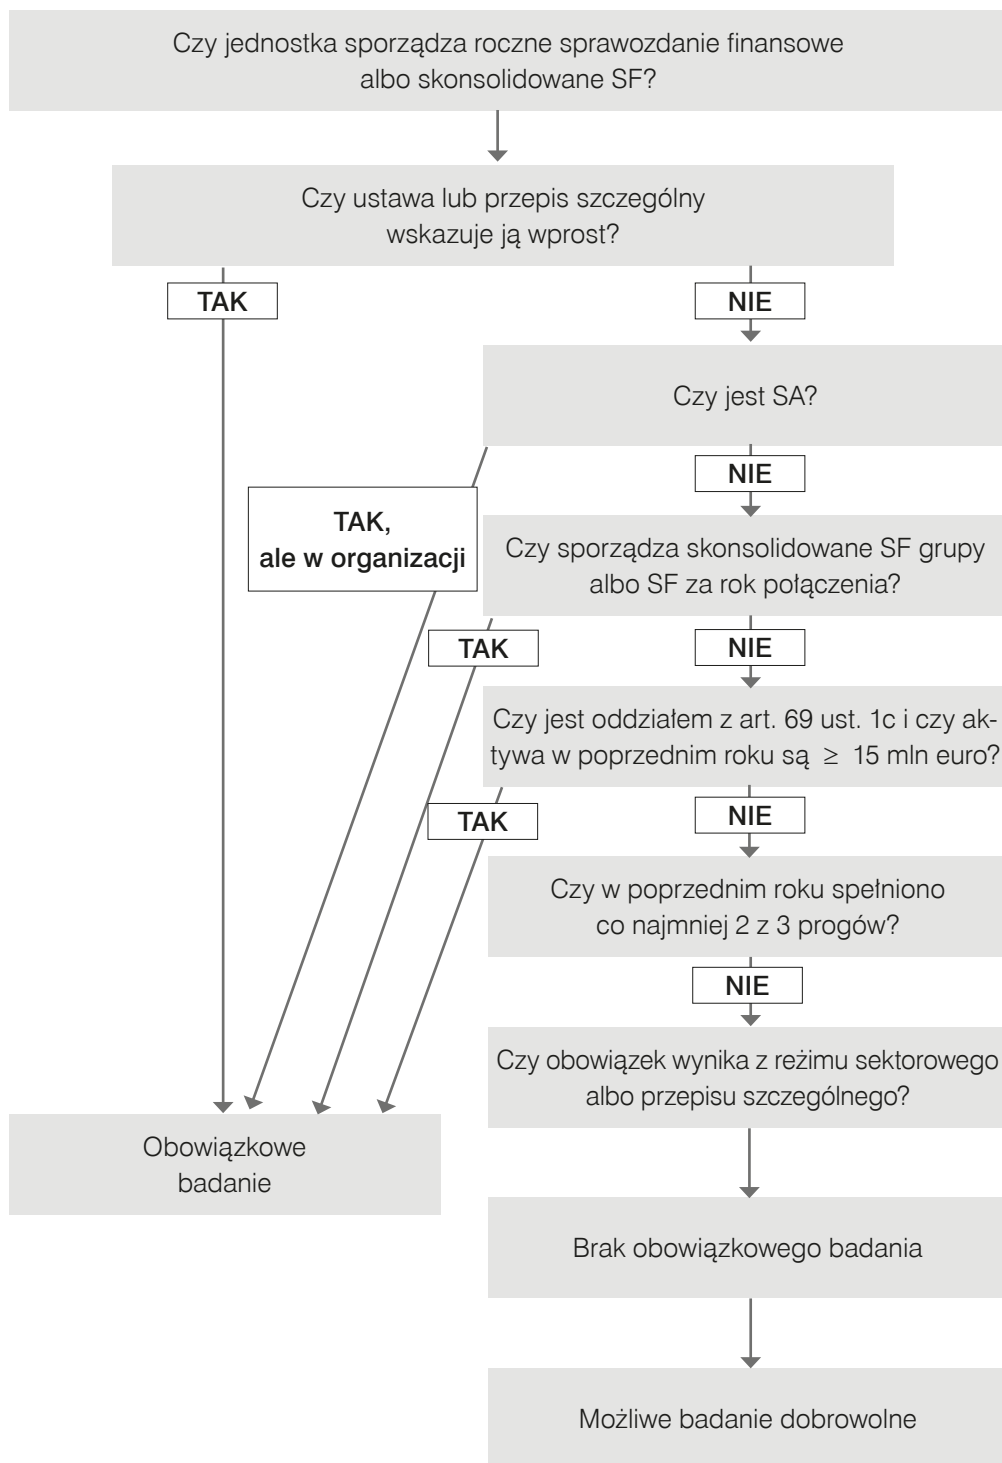 Czy jednostka sporządza roczne sprawozdanie finansowe
albo skonsolidowane SF?
Czy ustawa lub przepis szczególny
wskazuje ją wprost?
TAK
NIE
Czy jest SA?
NIE
TAK,
ale w organizacji
Czy sporządza skonsolidowane SF grupy
albo SF za rok połączenia?
TAK
NIE
Czy jest oddziałem z art. 69 ust. 1c i czy ak-
tywa w poprzednim roku są ≥ 15 mln euro?
TAK
NIE
Czy w poprzednim roku spełniono
co najmniej 2 z 3 progów?
NIE
Czy obowiązek wynika z reżimu sektorowego
albo przepisu szczególnego?
Obowiązkowe
badanie
Brak obowiązkowego badania
Możliwe badanie dobrowolne